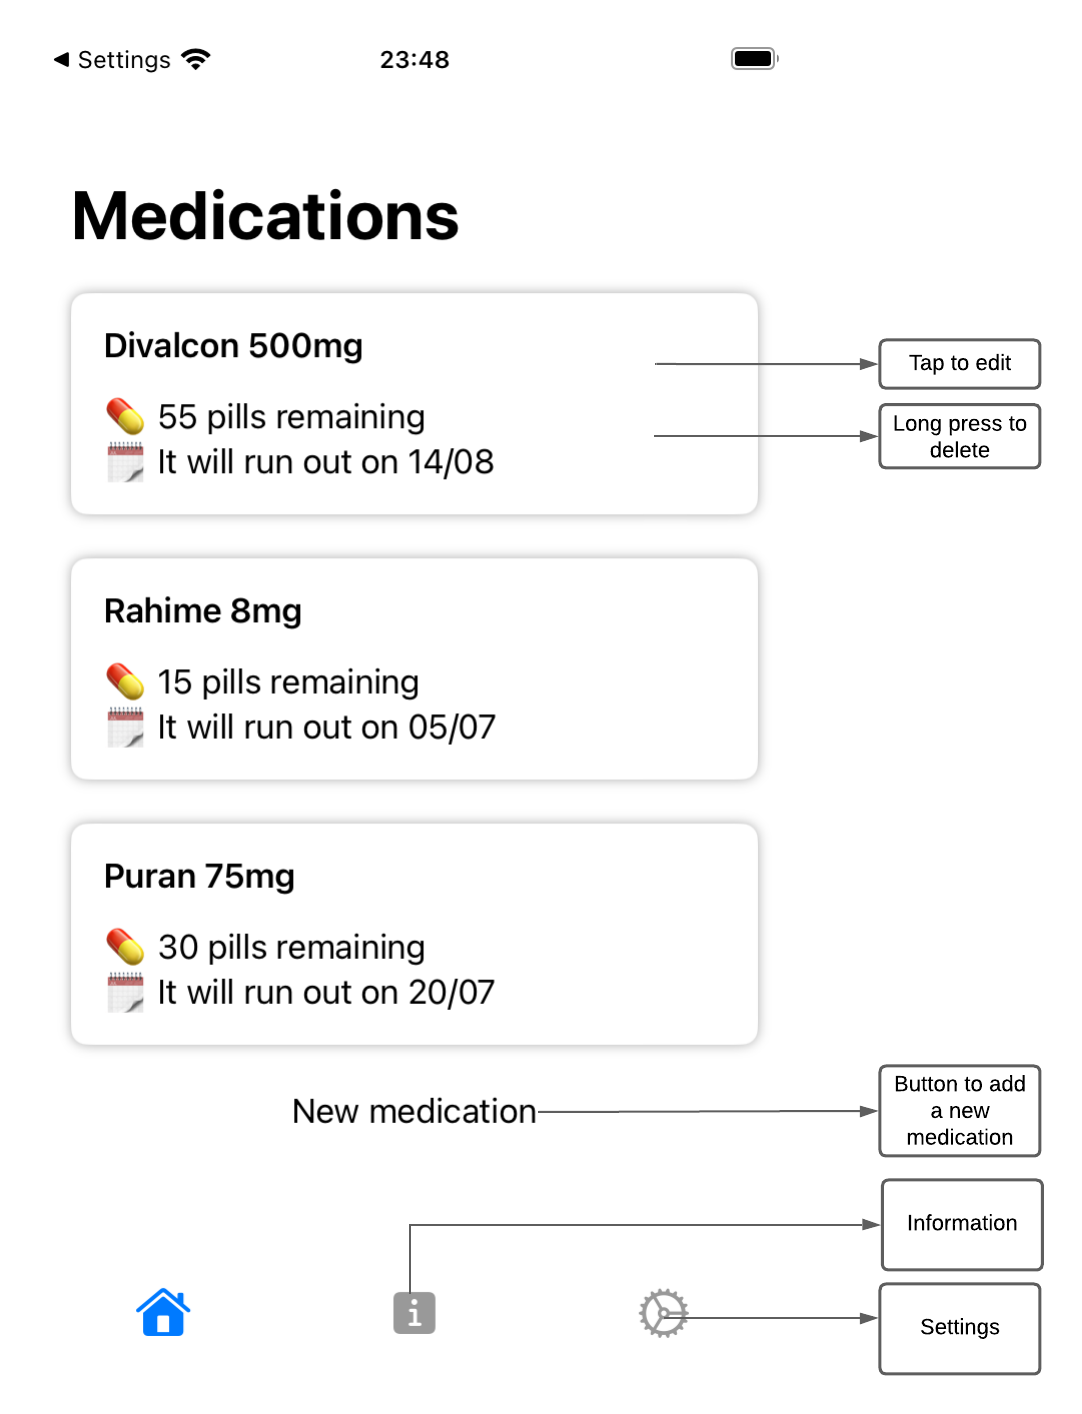 Settings
23:48
Medications
Divalcon 500mg
55 pills remaining
It will run out on 14/08
Tap to edit
Long press to
delete
Rahime 8mg
15 pills remaining
It will run out on 05/07
Puran 75mg
30 pills remaining
It will run out on 20/07
New medication
Button to add
a new
medication
Information
Settings